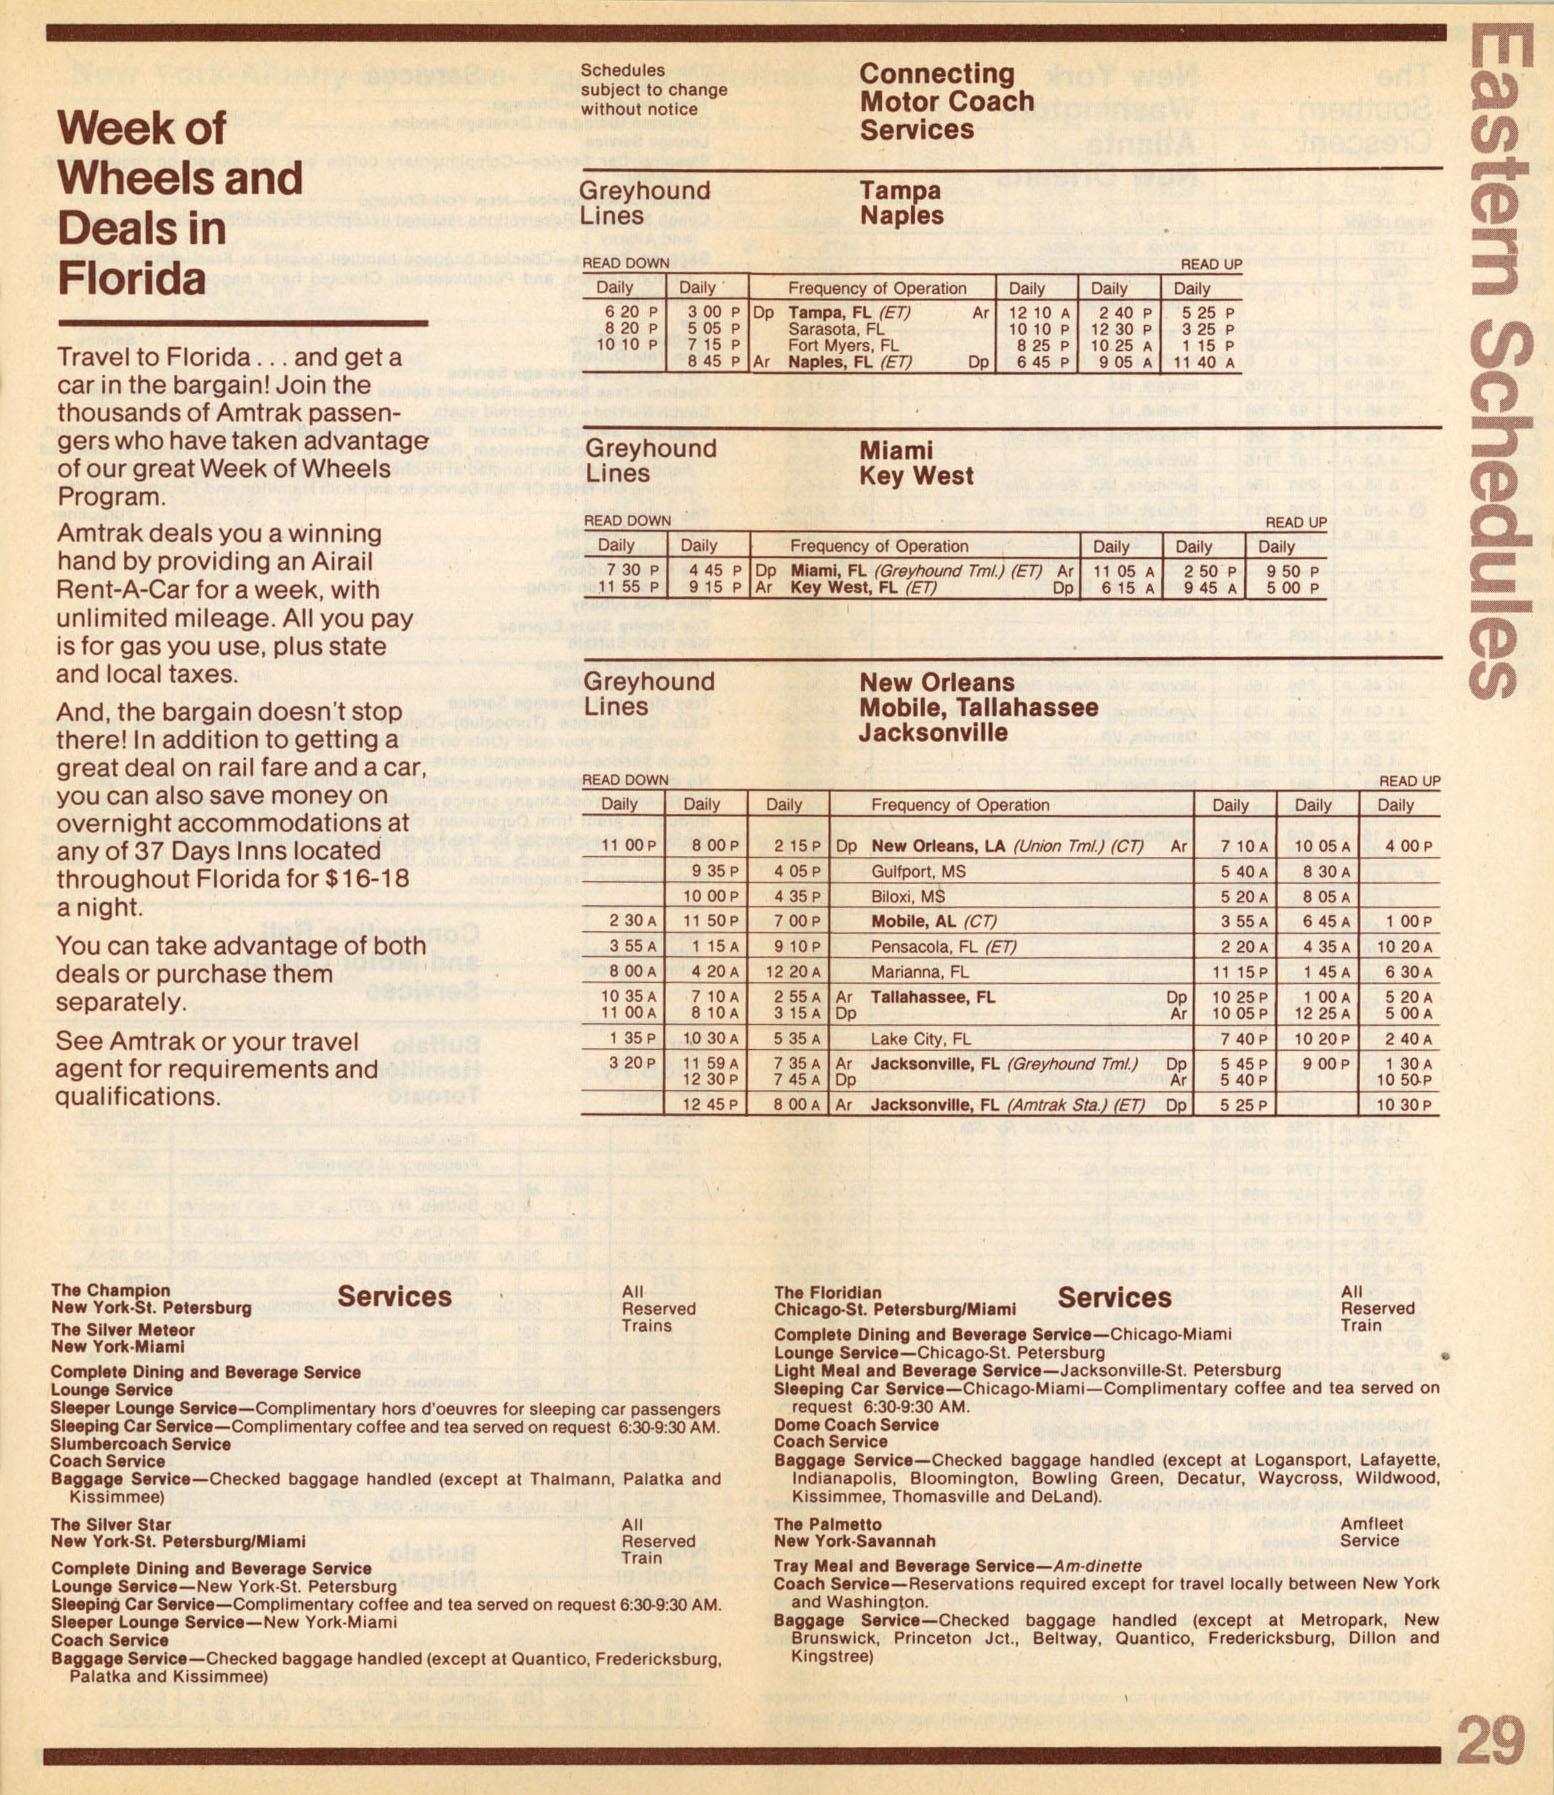 Eastern Schedules
Week of
Wheels and
Deals in
Florida
Travel to Florida . . . and get a
car in the bargain! Join the
thousands of Amtrak passen-
gers who have taken advantage
of our great Week of Wheels
Program.
Amtrak deals you a winning
hand by providing an Airail
Rent-A-Car for a week, with
unlimited mileage. All you pay
is for gas you use, plus state
and local taxes.
And, the bargain doesn't stop
there! In addition to getting a
great deal on rail fare and a car,
you can also save money on
overnight accommodations at
any of 37 Days Inns located
throughout Florida for $16-18
a night.
You can take advantage of both
deals or purchase them
separately.
See Amtrak or your travel
agent for requirements and
qualifications.
Schedules
subject to change
without notice
Connecting
Motor Coach
Services
Greyhound
Lines
Tampa
Naples
READ DOWN READ UP
Daily Daily Frequency of Operation Daily Daily Daily
6 20 P 3 00 P Dp Tampa, FL (ET) Ar 12 10 A 2 40 P 5 25 P
8 20 P 5 05 P Sarasota, FL 10 10 P 12 30 P 3 25 P
10 10 P 7 15 P Fort Myers, FL 8 25 P 10 25 A 1 15 P
8 45 P Ar Naples, FL (ET) Dp 6 45 P 9 05 A 11 40 A
Greyhound
Lines
Miami
Key West
READ DOWN READ UP
Daily Daily Frequency of Operation Daily Daily Daily
7 30 P 4 45 P Dp Miami, FL (Greyhound Tml.) (ET) Ar 11 05 A 2 50 P 9 50 P
11 55 P 9 15 P Ar Key West, FL (ET) Dp 6 15 A 9 45 A 5 00 P
Greyhound
Lines
New Orleans
Mobile, Tallahassee
Jacksonville
READ DOWN READ UP
Daily Daily Daily Frequency of Operation Daily Daily Daily
11 00 P 8 00 P 2 15 P Dp New Orleans, LA (Union Tml.) (CT) Ar 7 10 A 10 05 A 4 00 P
9 35 P 4 05 P Gulfport, MS 5 40 A 8 30 A
10 00 P 4 35 P Biloxi, MS 5 20 A 8 05 A
2 30 A 11 50 P 7 00 P Mobile, AL (CT) 3 55 A 6 45 A 1 00 P
3 55 A 1 15 A 9 10 P Pensacola, FL (ET) 2 20 A 4 35 A 10 20 A
8 00 A 4 20 A 12 20 A Marianna, FL 11 15 P 1 45 A 6 30 A
10 35 A 7 10 A 2 55 A Ar Tallahassee, FL Dp 10 25 P 1 00 A 5 20 A
11 00 A 8 10 A 3 15 A Dp Ar 10 05 P 12 25 A 5 00 A
1 35 P 10 30 A 5 35 A Lake City, FL 7 40 P 10 20 P 2 40 A
3 20 P 11 59 A 7 35 A Ar Jacksonville, FL (Greyhound Tml.) Dp 5 45 P 9 00 P 1 30 A
12 30 P 7 45 A Dp Ar 5 40 P 10 50 P
12 45 P 8 00 A Ar Jacksonville, FL (Amtrak Sta.) (ET) Dp 5 25 P 10 30 P
The Champion
New York-St. Petersburg
The Silver Meteor
New York-Miami
Services
All
Reserved
Trains
Complete Dining and Beverage Service
Lounge Service
Sleeper Lounge Service—Complimentary hors d'oeuvres for sleeping car passengers
Sleeping Car Service—Complimentary coffee and tea served on request 6:30-9:30 AM.
Slumbercoach Service
Coach Service
Baggage Service—Checked baggage handled (except at Thalmann, Palatka and
Kissimmee)
The Silver Star
New York-St. Petersburg/Miami
All
Reserved
Train
Complete Dining and Beverage Service
Lounge Service—New York-St. Petersburg
Sleeping Car Service—Complimentary coffee and tea served on request 6:30-9:30 AM.
Sleeper Lounge Service—New York-Miami
Coach Service
Baggage Service—Checked baggage handled (except at Quantico, Fredericksburg,
Palatka and Kissimmee)
The Floridian
Chicago-St. Petersburg/Miami
Services
All
Reserved
Train
Complete Dining and Beverage Service—Chicago-Miami
Lounge Service—Chicago-St. Petersburg
Light Meal and Beverage Service—Jacksonville-St. Petersburg
Sleeping Car Service—Chicago-Miami—Complimentary coffee and tea served on
request 6:30-9:30 AM.
Dome Coach Service
Coach Service
Baggage Service—Checked baggage handled (except at Logansport, Lafayette,
Indianapolis, Bloomington, Bowling Green, Decatur, Waycross, Wildwood,
Kissimmee, Thomasville and DeLand).
The Palmetto
New York-Savannah
Amfleet
Service
Tray Meal and Beverage Service—Am-dinette
Coach Service—Reservations required except for travel locally between New York
and Washington.
Baggage Service—Checked baggage handled (except at Metropark, New
Brunswick, Princeton Jct., Beltway, Quantico, Fredericksburg, Dillon and
Kingstree)
29